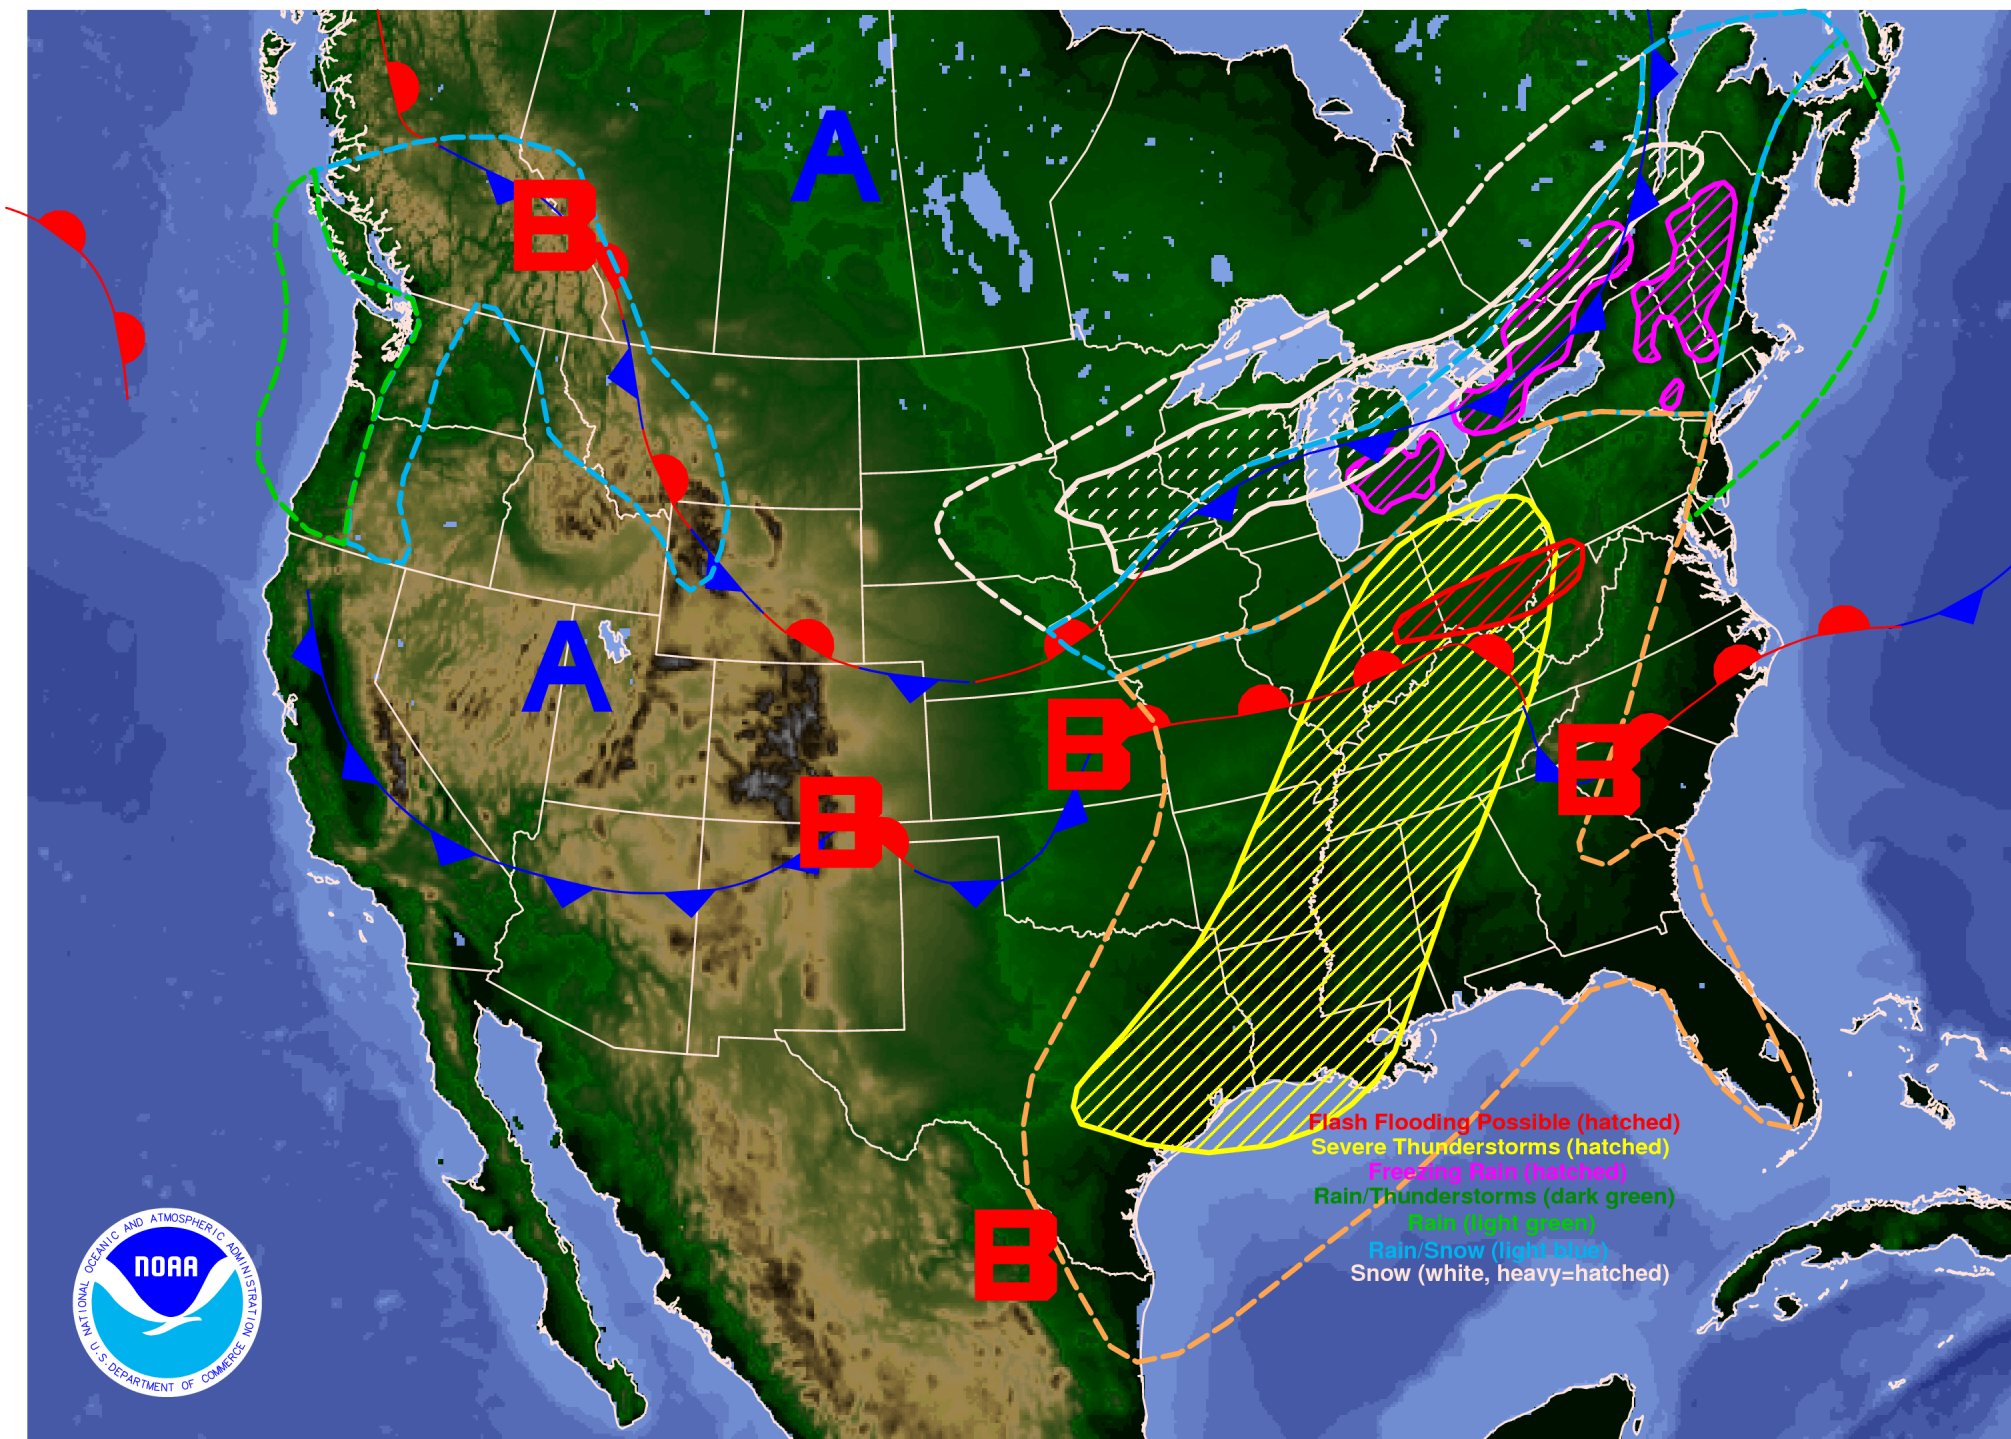 A
B
A
B
B
B
B
Flash Flooding Possible (hatched)
Severe Thunderstorms (hatched)
Freezing Rain (hatched)
Rain/Thunderstorms (dark green)
Rain (light green)
Rain/Snow (light blue)
Snow (white, heavy=hatched)
NATIONAL OCEANIC AND ATMOSPHERIC ADMINISTRATION
NOAA
U.S. DEPARTMENT OF COMMERCE